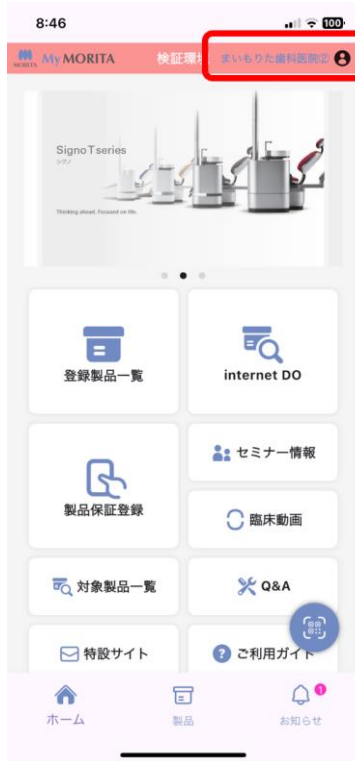 8:46
100
MORITA My MORITA 検証環境 まいもりた歯科医院②
Signo T series
シグノ
Thinking ahead. Focused on life.
登録製品一覧
internet DO
製品保証登録
セミナー情報
臨床動画
対象製品一覧
Q&A
特設サイト
ご利用ガイド
1
ホーム
製品
お知らせ